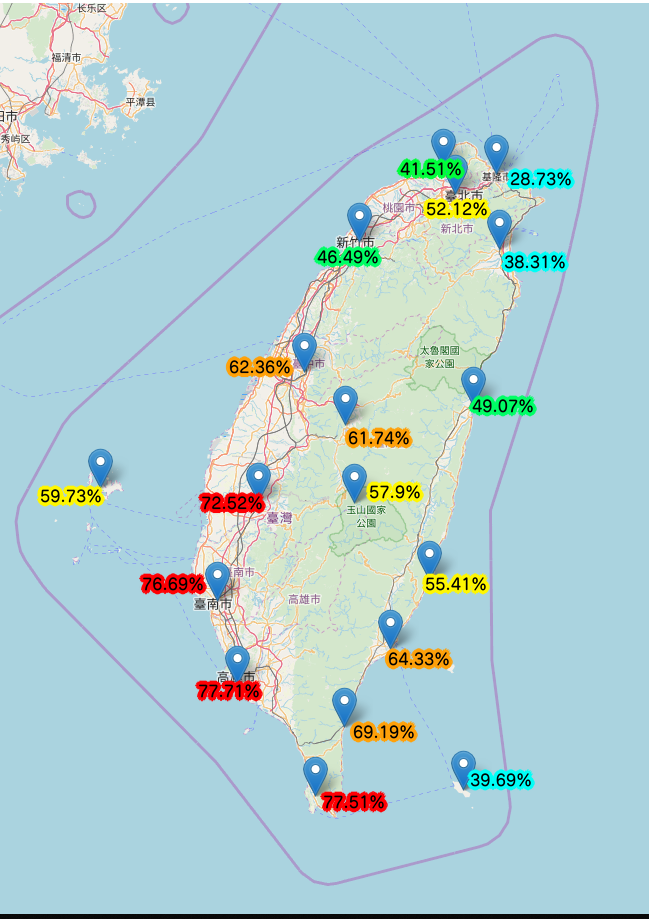 长乐区
福清市
平潭县
田市
秀屿区
41.51%
基隆市
28.73%
臺北市
52.12%
桃園市
新北市
新竹市
46.49%
38.31%
太魯閣國
家公園
62.36%
49.07%
61.74%
59.73%
72.52%
57.9%
玉山國家
公園
臺灣
76.69%
南市
55.41%
臺南市
高雄市
64.33%
77.71%
69.19%
39.69%
77.51%